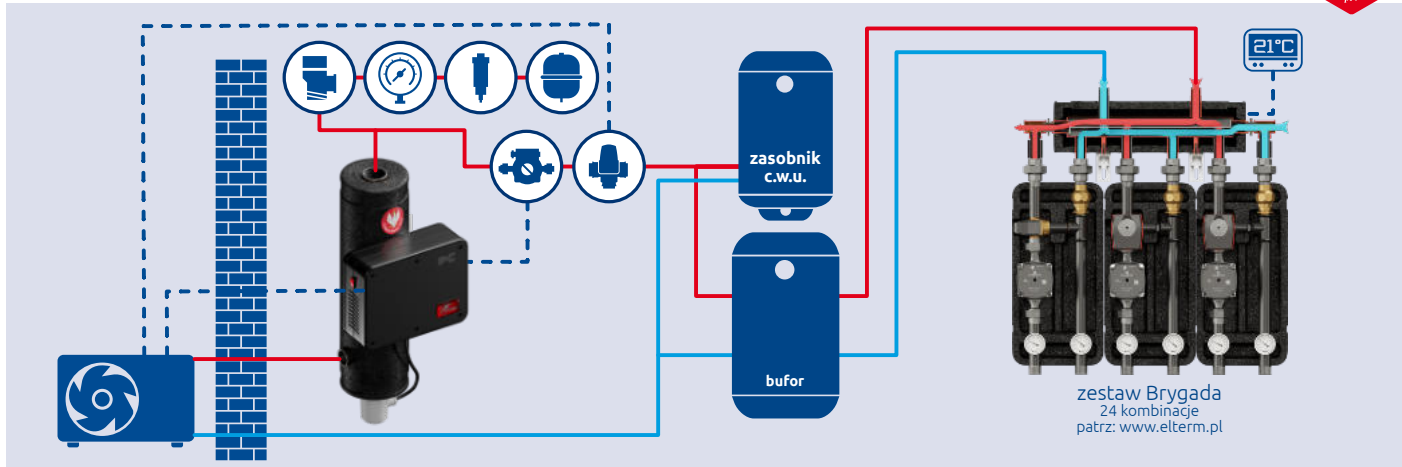 21°C
zasobnik
c.w.u.
bufor
zestaw Brygada
24 kombinacje
patrz: www.elterm.pl